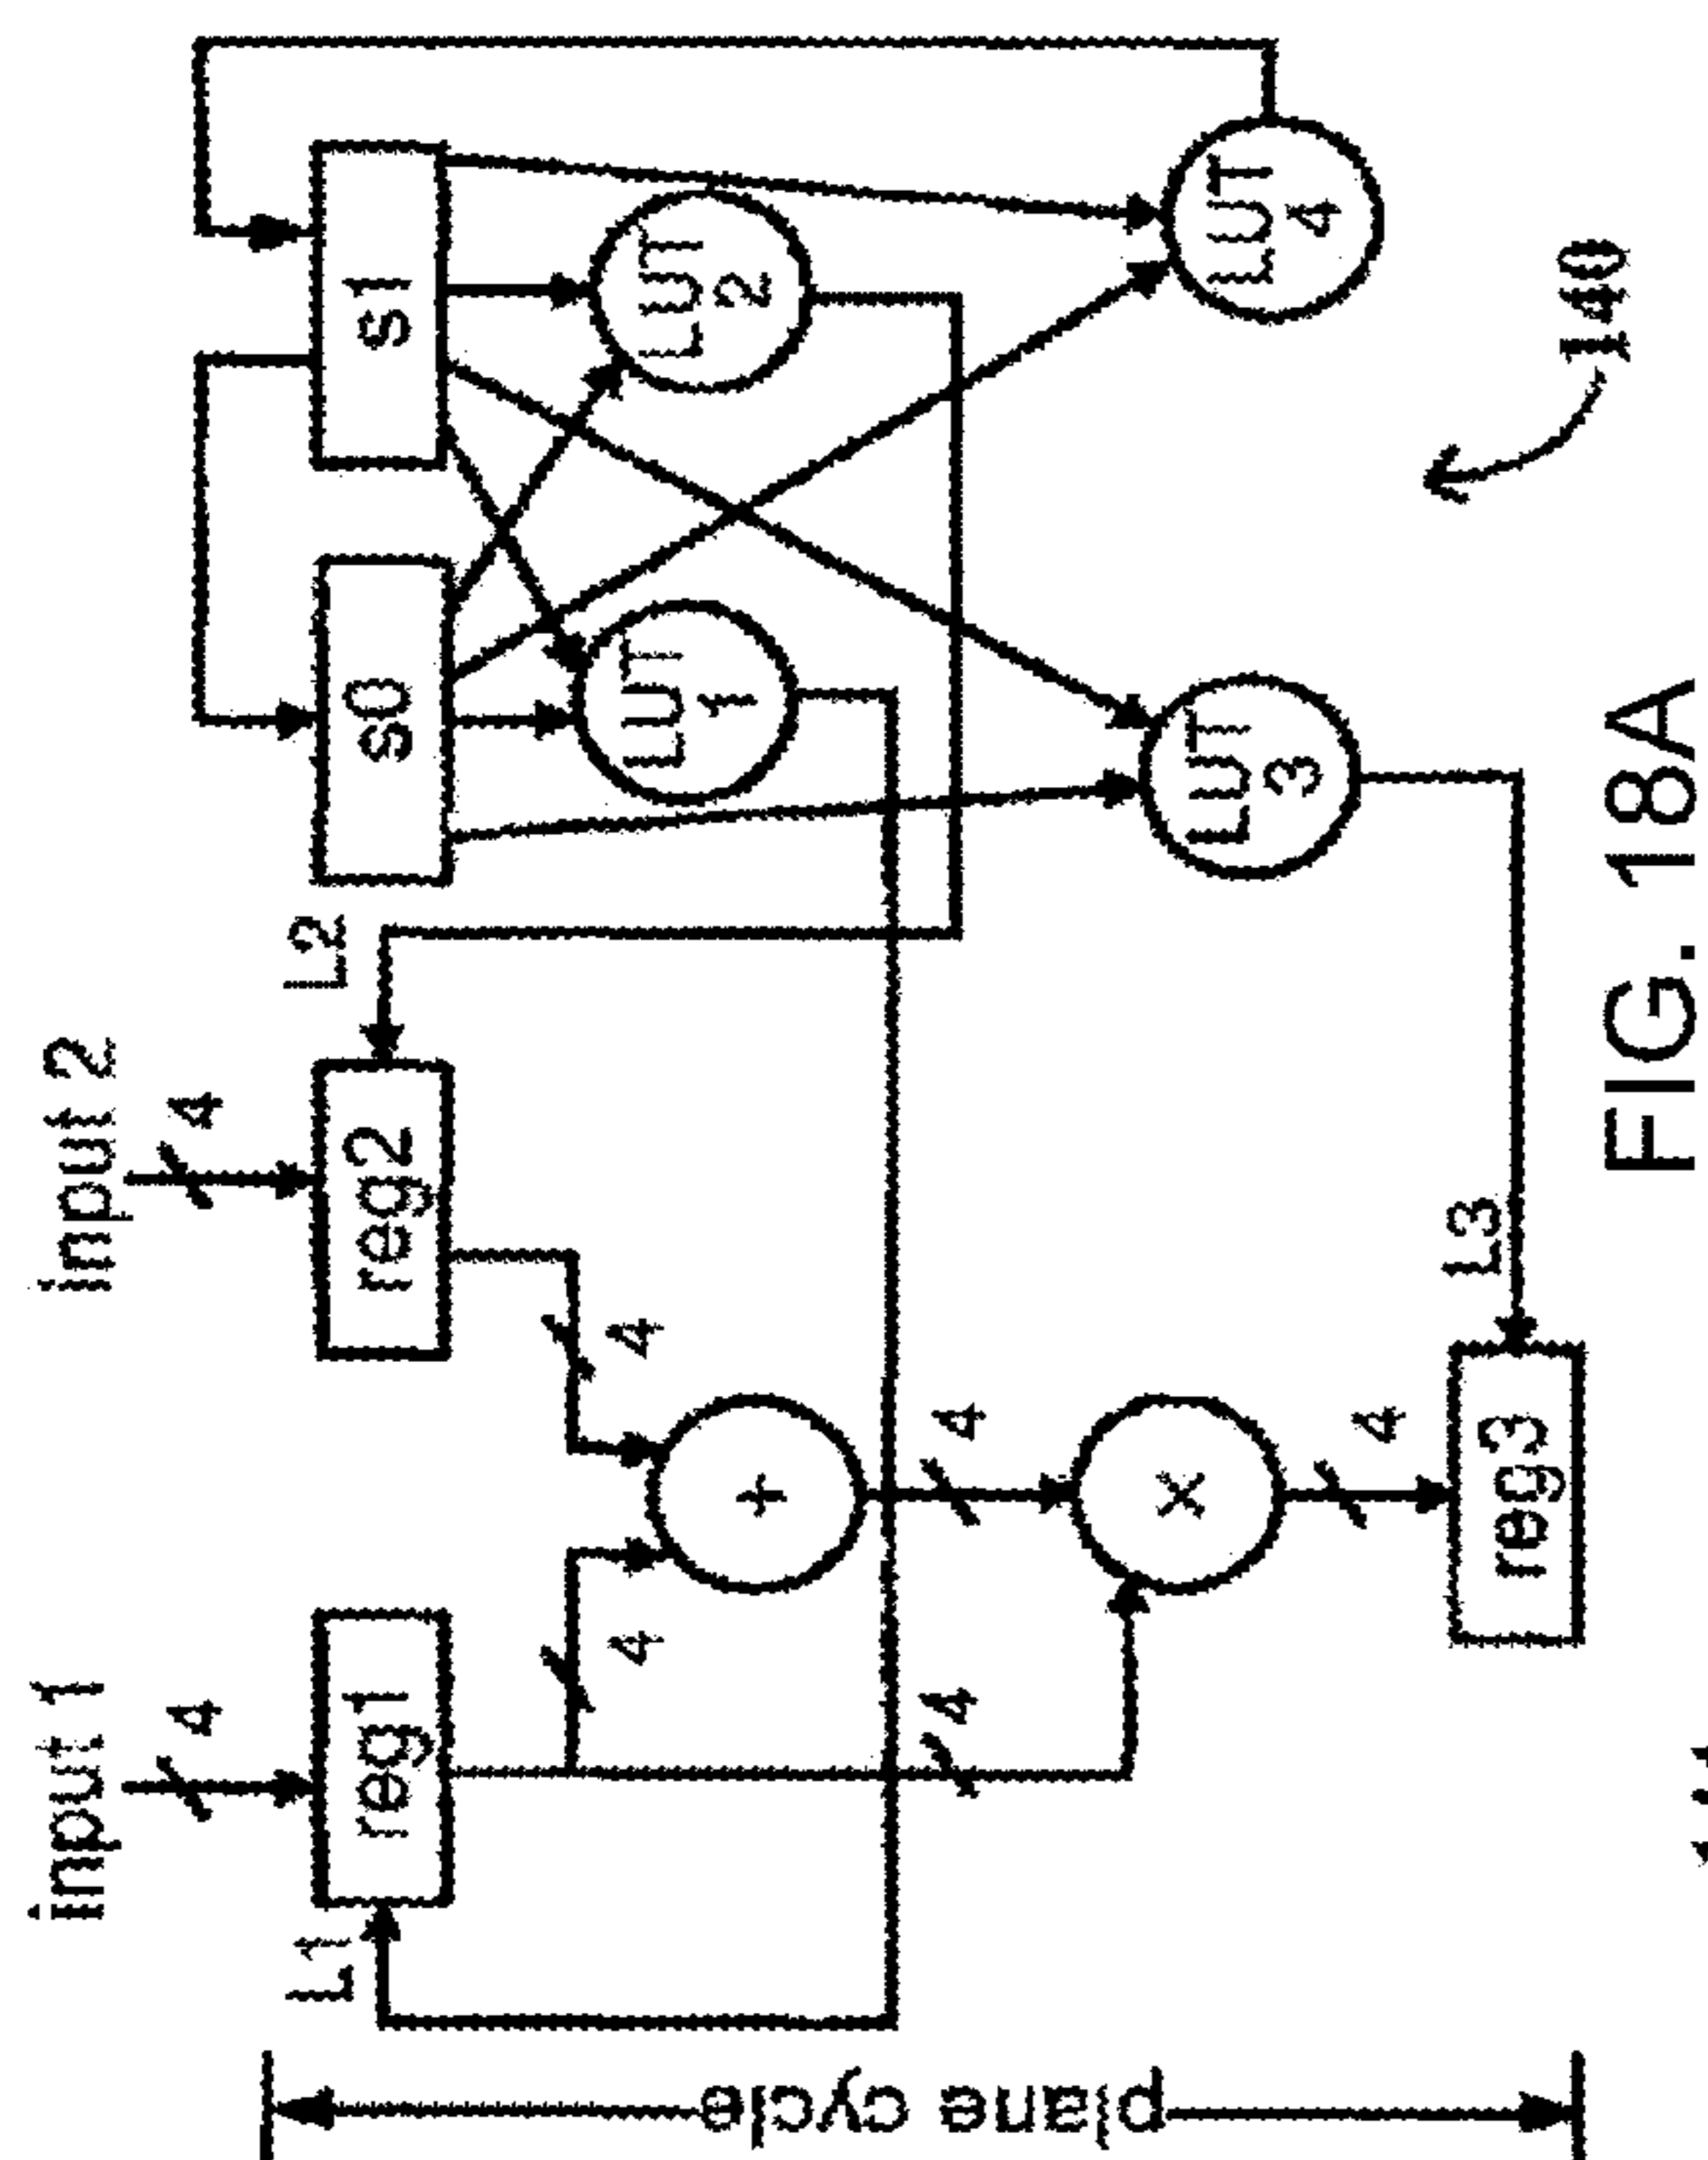 input 1
input 2
4
4
L1
reg1
reg2
L2
s0
s1
4
4
+
LUT
1
LUT
2
4
4
×
4
LUT
3
LUT
4
reg3
L3
plane cycle
140
FIG. 18A